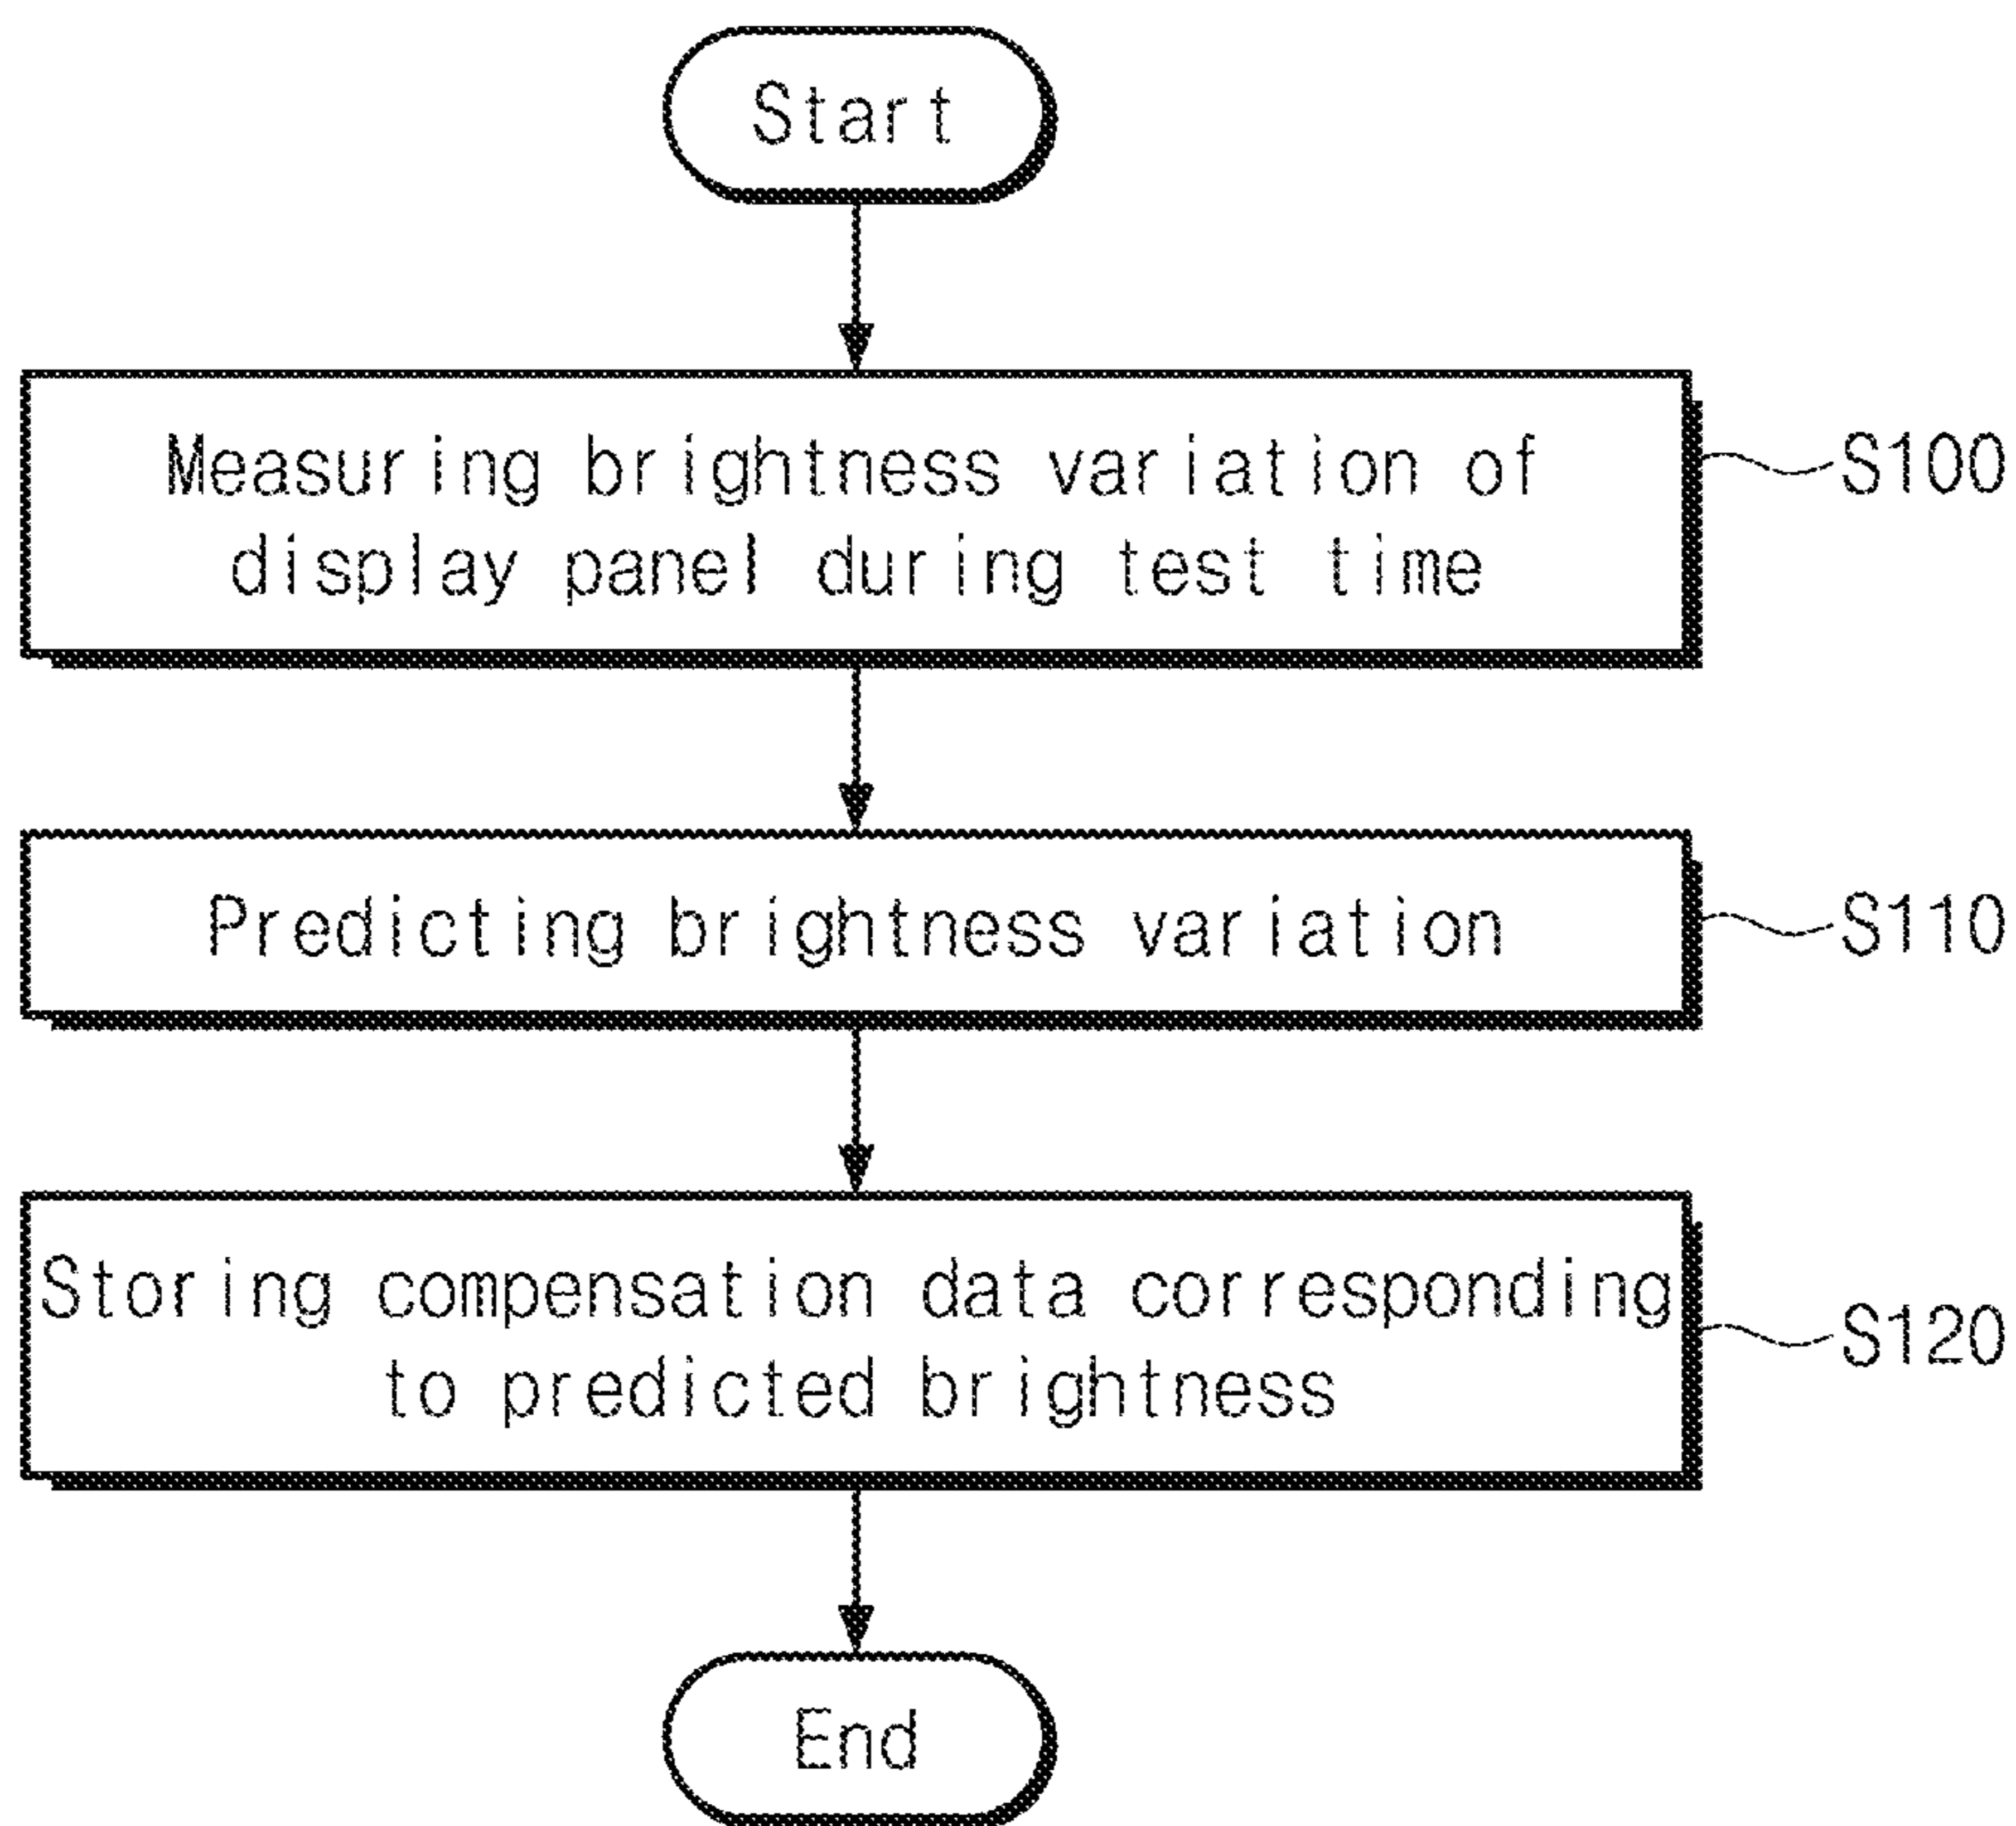 Start
Measuring brightness variation of
display panel during test time
S100
Predicting brightness variation
S110
Storing compensation data corresponding
to predicted brightness
S120
End